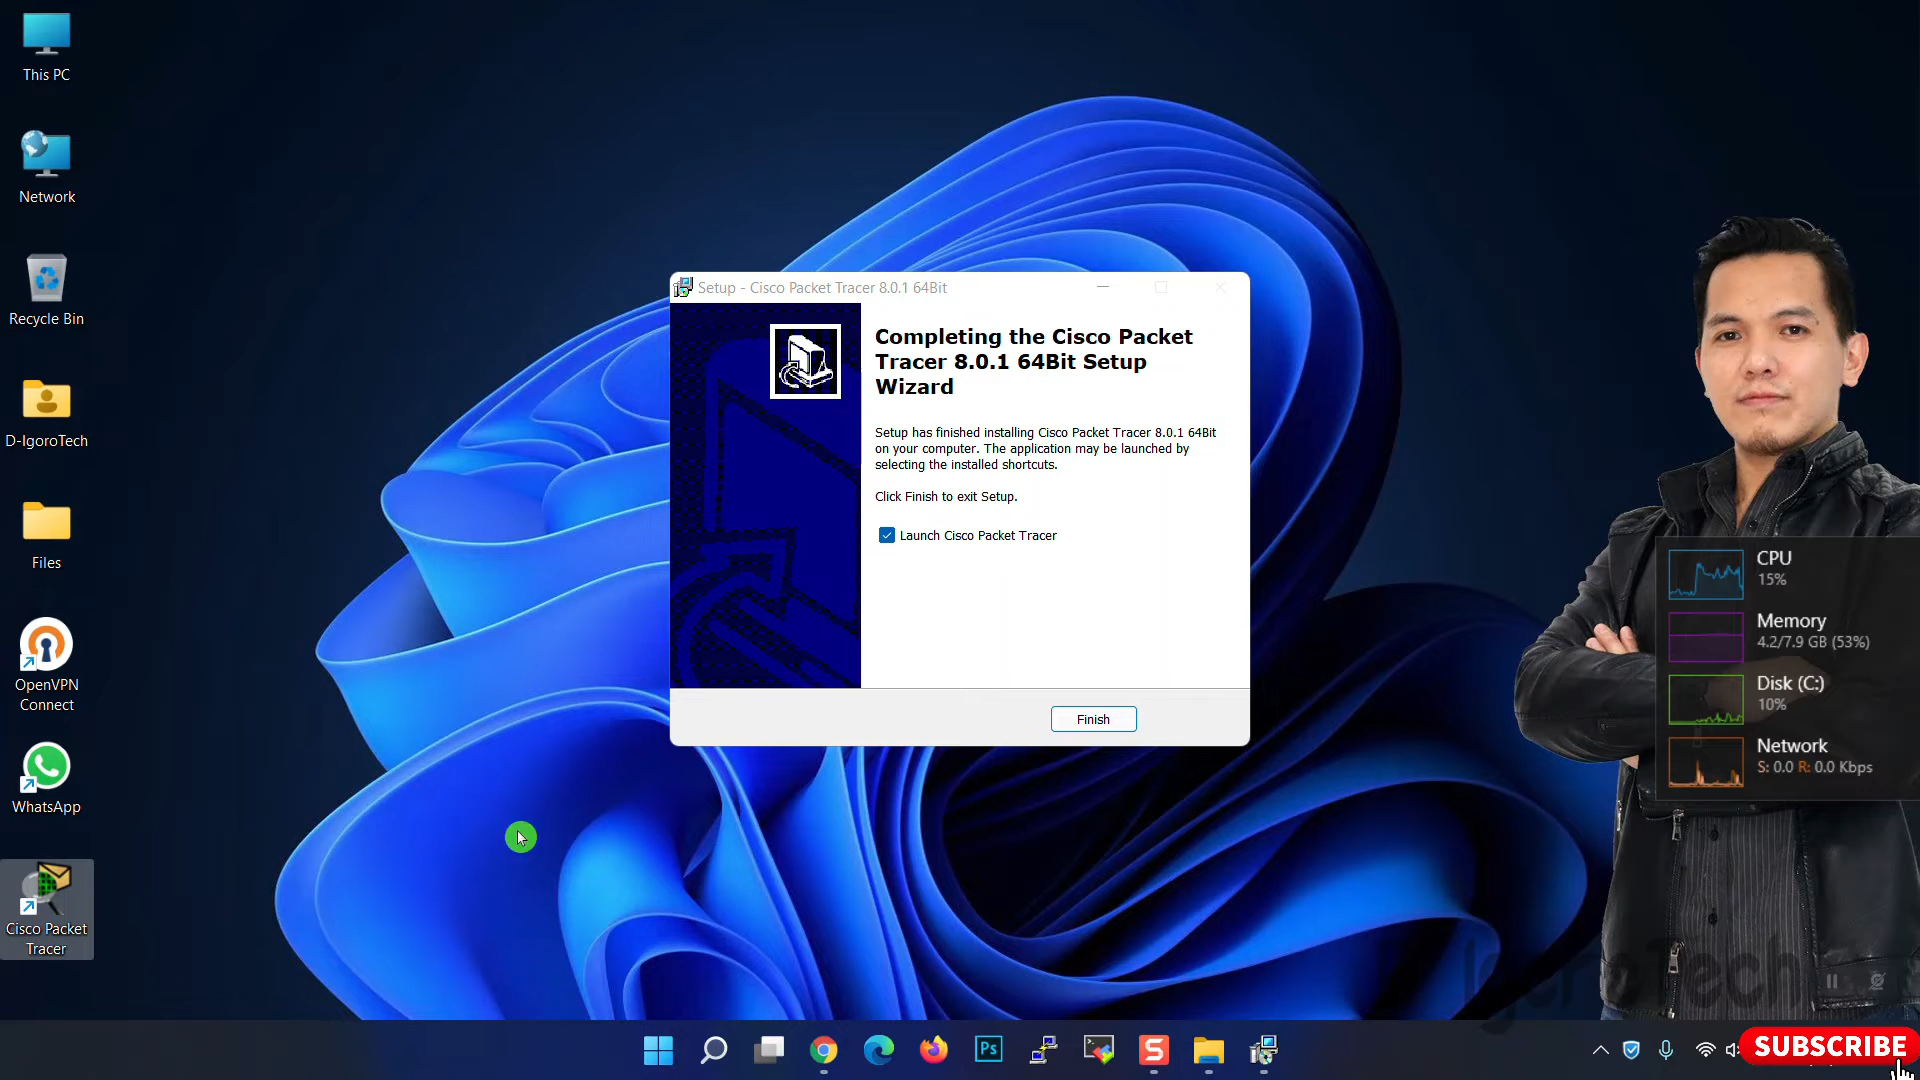 This PC
Network
Recycle Bin
D-IgoroTech
Files
OpenVPN
Connect
WhatsApp
Cisco Packet
Tracer
Setup - Cisco Packet Tracer 8.0.1 64Bit
Completing the Cisco Packet
Tracer 8.0.1 64Bit Setup
Wizard
Setup has finished installing Cisco Packet Tracer 8.0.1 64Bit
on your computer. The application may be launched by
selecting the installed shortcuts.
Click Finish to exit Setup.
Launch Cisco Packet Tracer
Finish
CPU
15%
Memory
4.2/7.9 GB (53%)
Disk (C:)
10%
Network
S: 0.0 R: 0.0 Kbps
IgoroTech
Ps
S
SUBSCRIBE